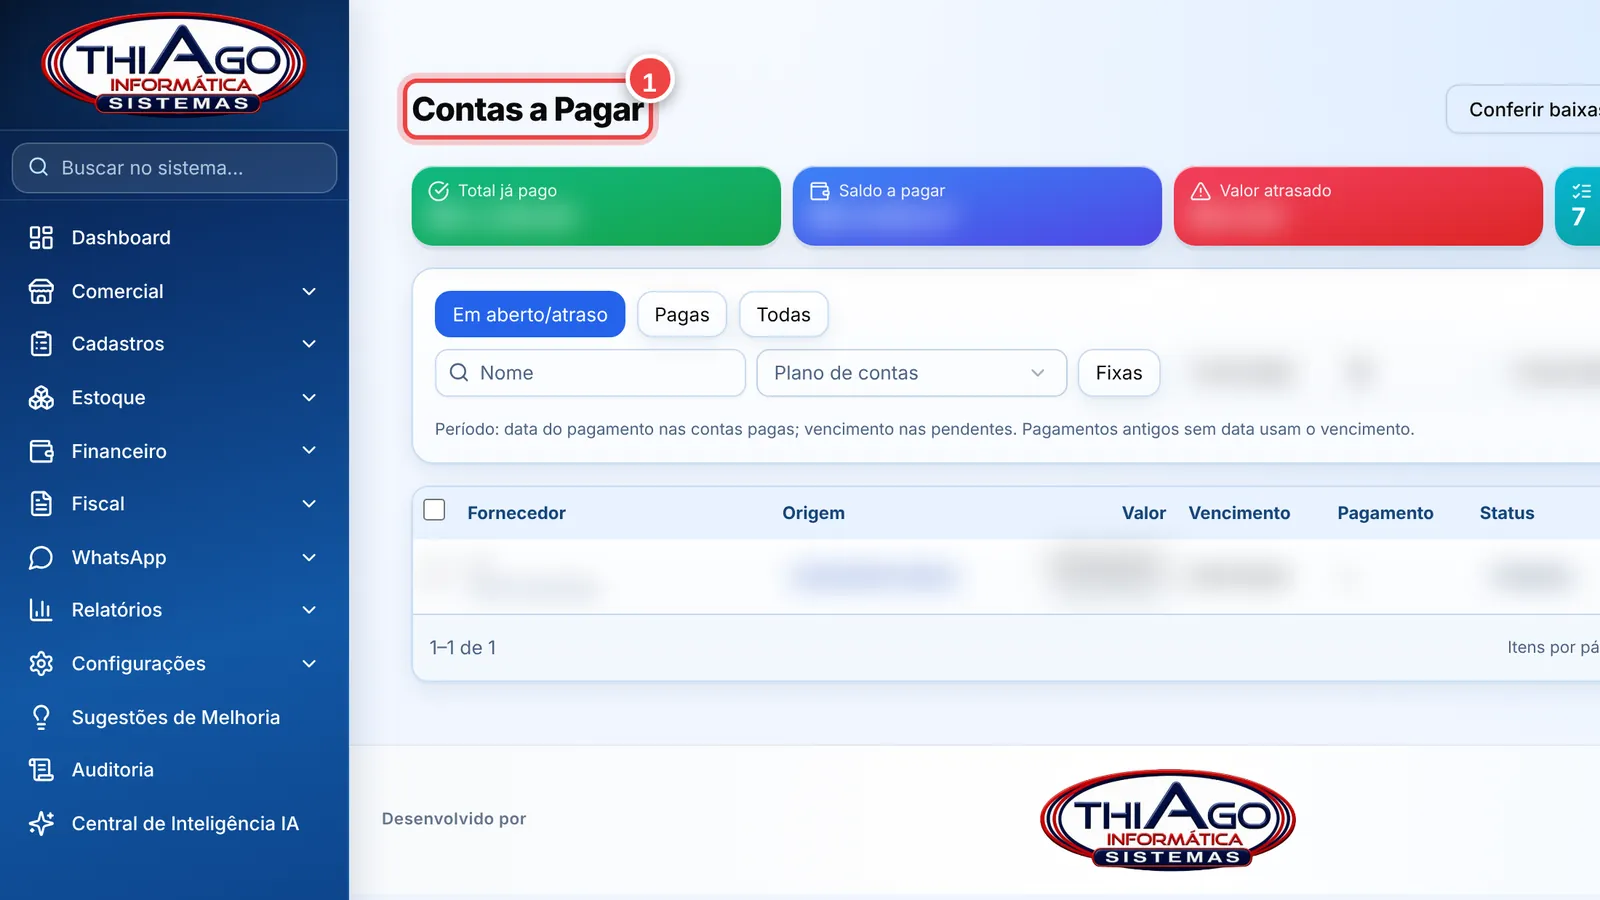 THIAGO
INFORMÁTICA
SISTEMAS
Buscar no sistema...
Dashboard
Comercial
Cadastros
Estoque
Financeiro
Fiscal
WhatsApp
Relatórios
Configurações
Sugestões de Melhoria
Auditoria
Central de Inteligência IA
Contas a Pagar
1
Conferir baixas
Total já pago
Saldo a pagar
Valor atrasado
7
Em aberto/atraso
Pagas
Todas
Nome
Plano de contas
Fixas
Período: data do pagamento nas contas pagas; vencimento nas pendentes. Pagamentos antigos sem data usam o vencimento.
Fornecedor Origem Valor Vencimento Pagamento Status
1–1 de 1
Itens por pá
Desenvolvido por
THIAGO
INFORMÁTICA
SISTEMAS